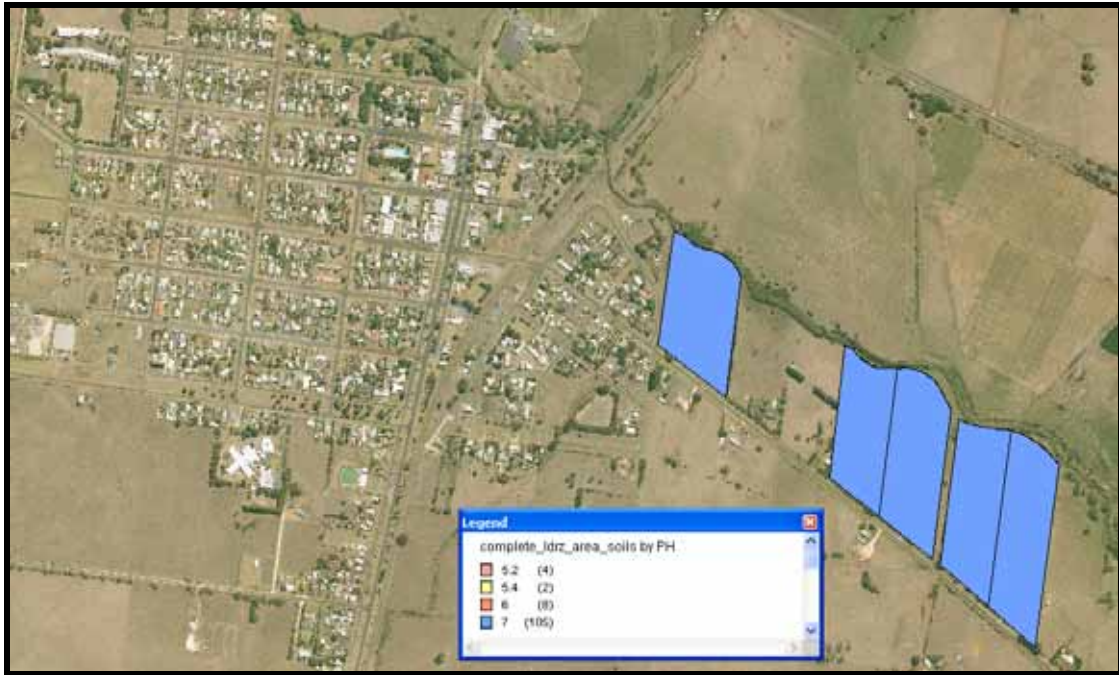 Legend
complete_ldrz_area_soils by PH
5.2 (4)
5.4 (2)
6 (8)
7 (105)